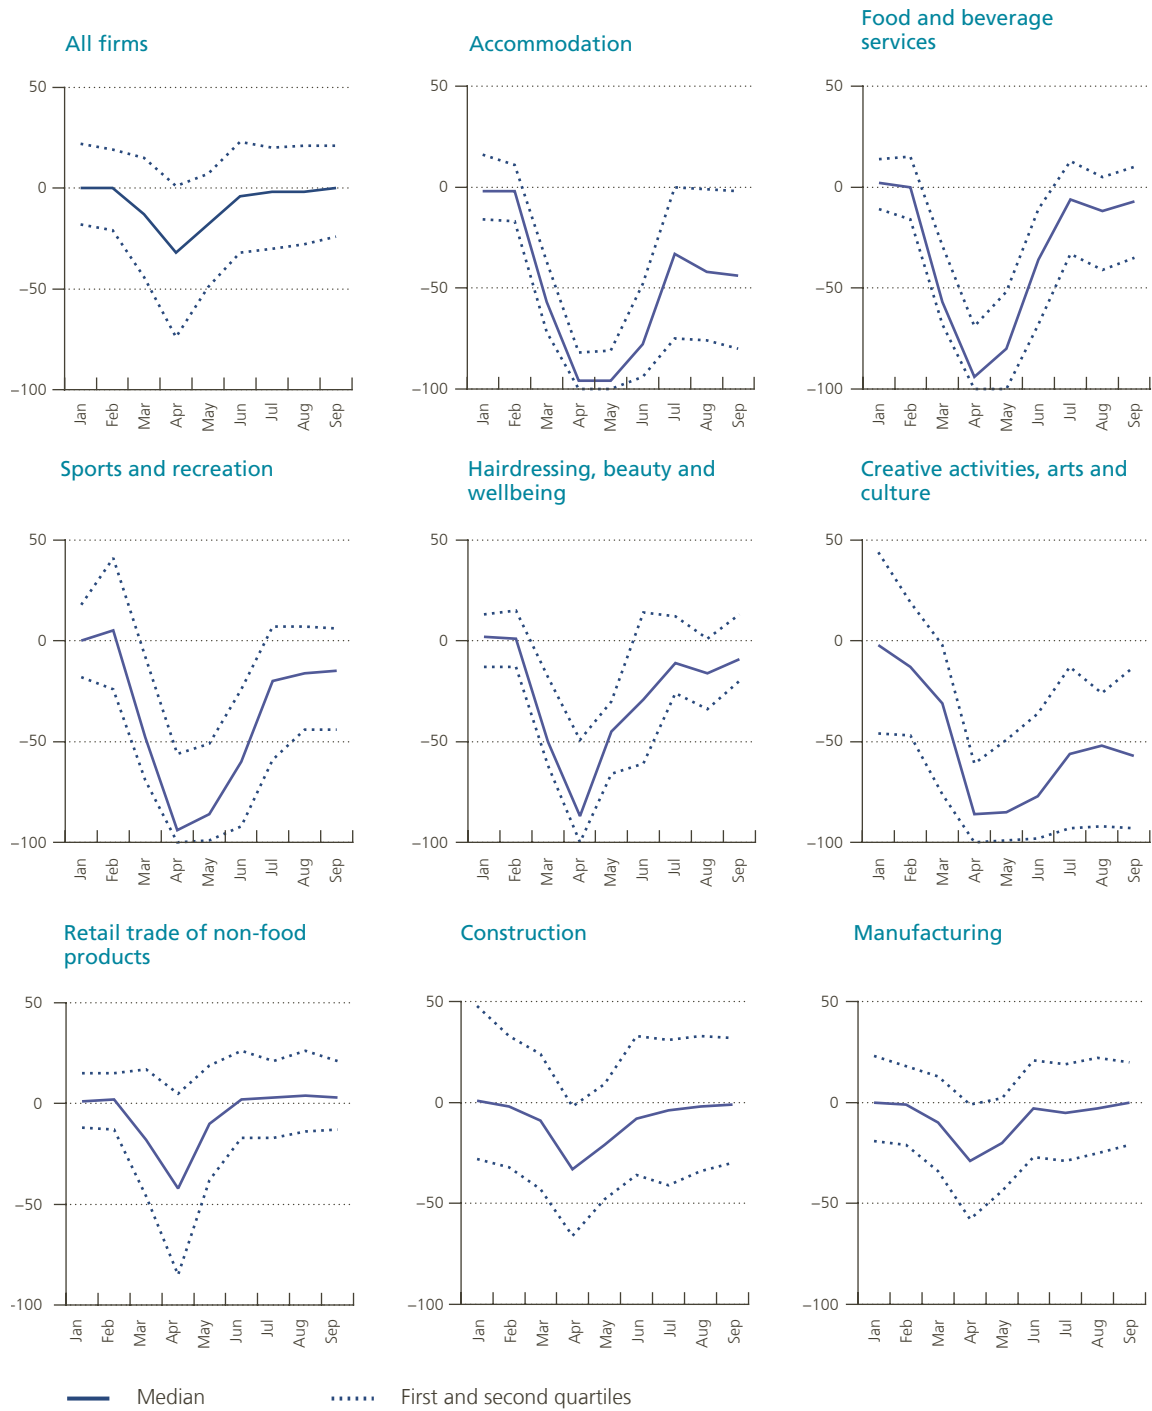 All firms
50
0
−50
−100
Jan
Feb
Mar
Apr
May
Jun
Jul
Aug
Sep
Accommodation
50
0
−50
−100
Jan
Feb
Mar
Apr
May
Jun
Jul
Aug
Sep
Food and beverage
services
50
0
−50
−100
Jan
Feb
Mar
Apr
May
Jun
Jul
Aug
Sep
Sports and recreation
50
0
−50
−100
Jan
Feb
Mar
Apr
May
Jun
Jul
Aug
Sep
Hairdressing, beauty and
wellbeing
50
0
−50
−100
Jan
Feb
Mar
Apr
May
Jun
Jul
Aug
Sep
Creative activities, arts and
culture
50
0
−50
−100
Jan
Feb
Mar
Apr
May
Jun
Jul
Aug
Sep
Retail trade of non-food
products
50
0
−50
-100
Jan
Feb
Mar
Apr
May
Jun
Jul
Aug
Sep
Construction
50
0
−50
−100
Jan
Feb
Mar
Apr
May
Jun
Jul
Aug
Sep
Manufacturing
50
0
−50
−100
Jan
Feb
Mar
Apr
May
Jun
Jul
Aug
Sep
Median
First and second quartiles